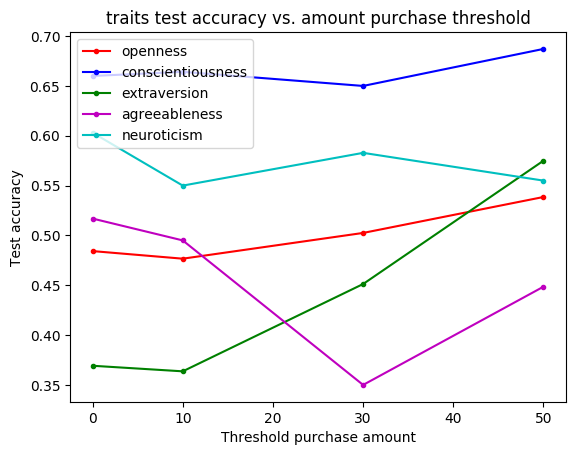 traits test accuracy vs. amount purchase threshold
openness
conscientiousness
extraversion
agreeableness
neuroticism
Test accuracy
0.70
0.65
0.60
0.55
0.50
0.45
0.40
0.35
0 10 20 30 40 50
Threshold purchase amount